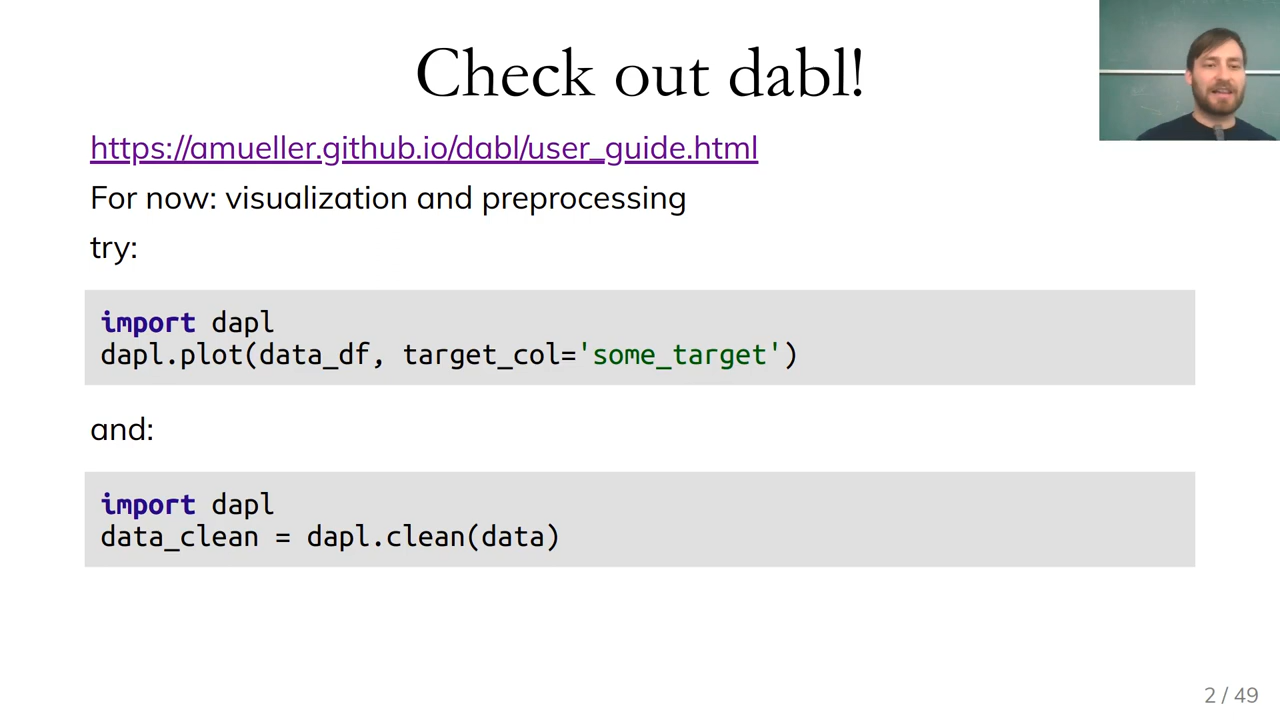 Check out dabl!
https://amueller.github.io/dabl/user_guide.html
For now: visualization and preprocessing
try:
import dapl
dapl.plot(data_df, target_col='some_target')
and:
import dapl
data_clean = dapl.clean(data)
2 / 49